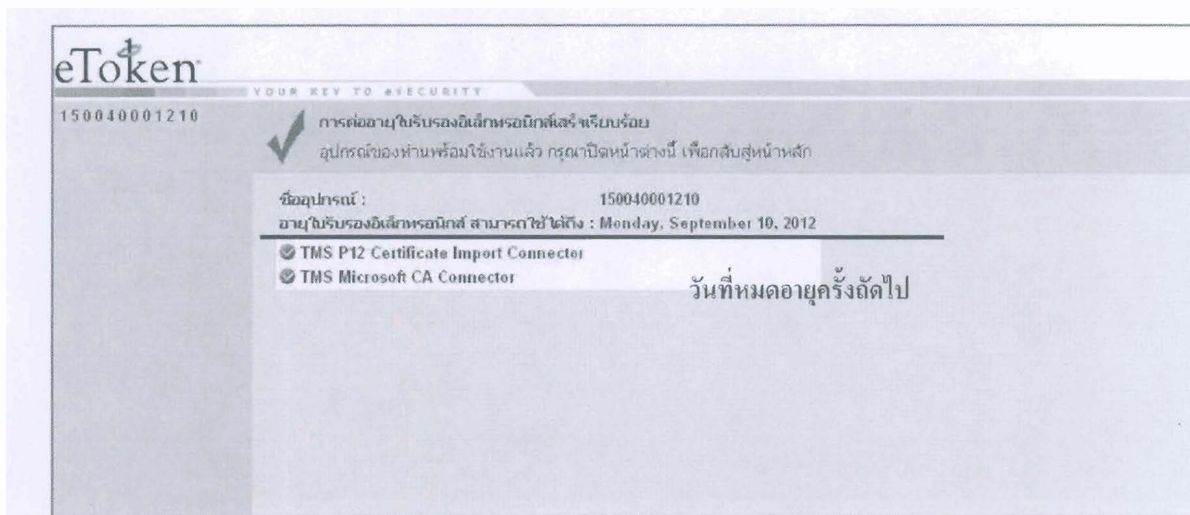 eToken
YOUR KEY TO eSECURITY
150040001210
การต่ออายุใบรับรองอิเล็กทรอนิกส์เสร็จเรียบร้อย
อุปกรณ์ของท่านพร้อมใช้งานแล้ว กรุณาปิดหน้าต่างนี้ เพื่อกลับสู่หน้าหลัก
ชื่ออุปกรณ์ : 150040001210
อายุใบรับรองอิเล็กทรอนิกส์ สามารถใช้ได้ถึง : Monday, September 10, 2012
TMS P12 Certificate Import Connector
TMS Microsoft CA Connector
วันที่หมดอายุครั้งถัดไป